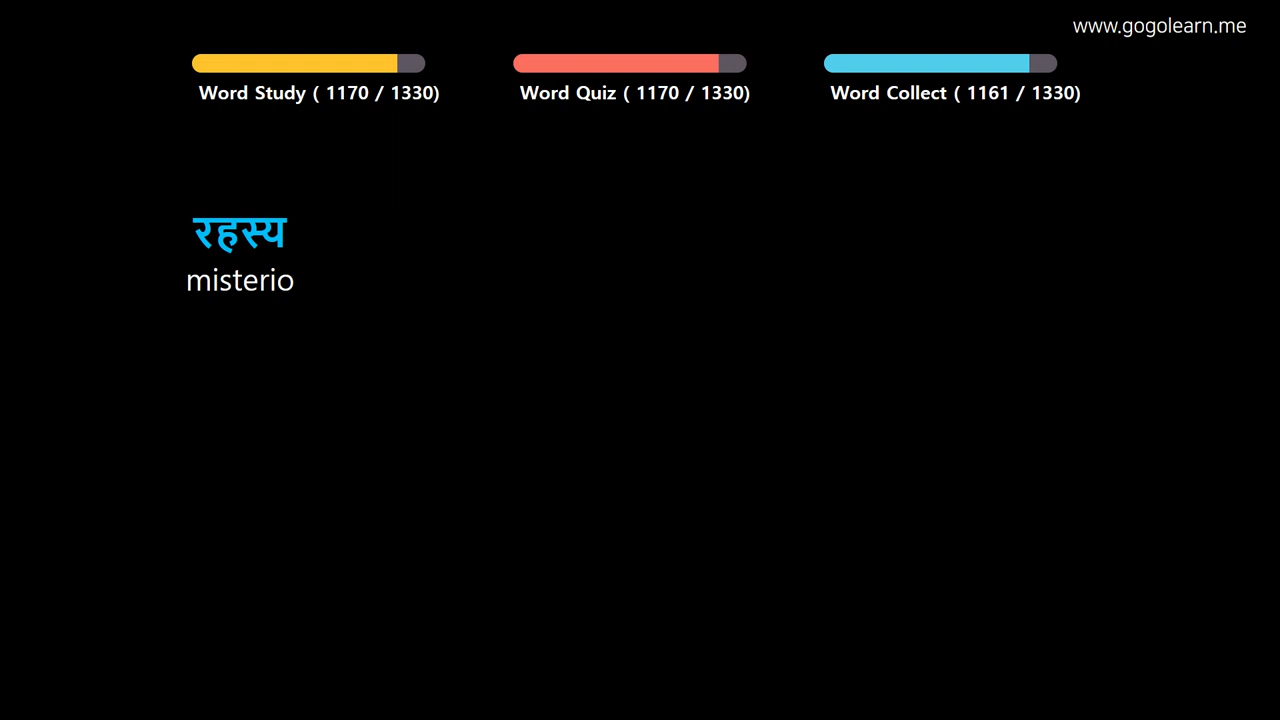 www.gogolearn.me
Word Study ( 1170 / 1330)
Word Quiz ( 1170 / 1330)
Word Collect ( 1161 / 1330)
रहस्य
misterio